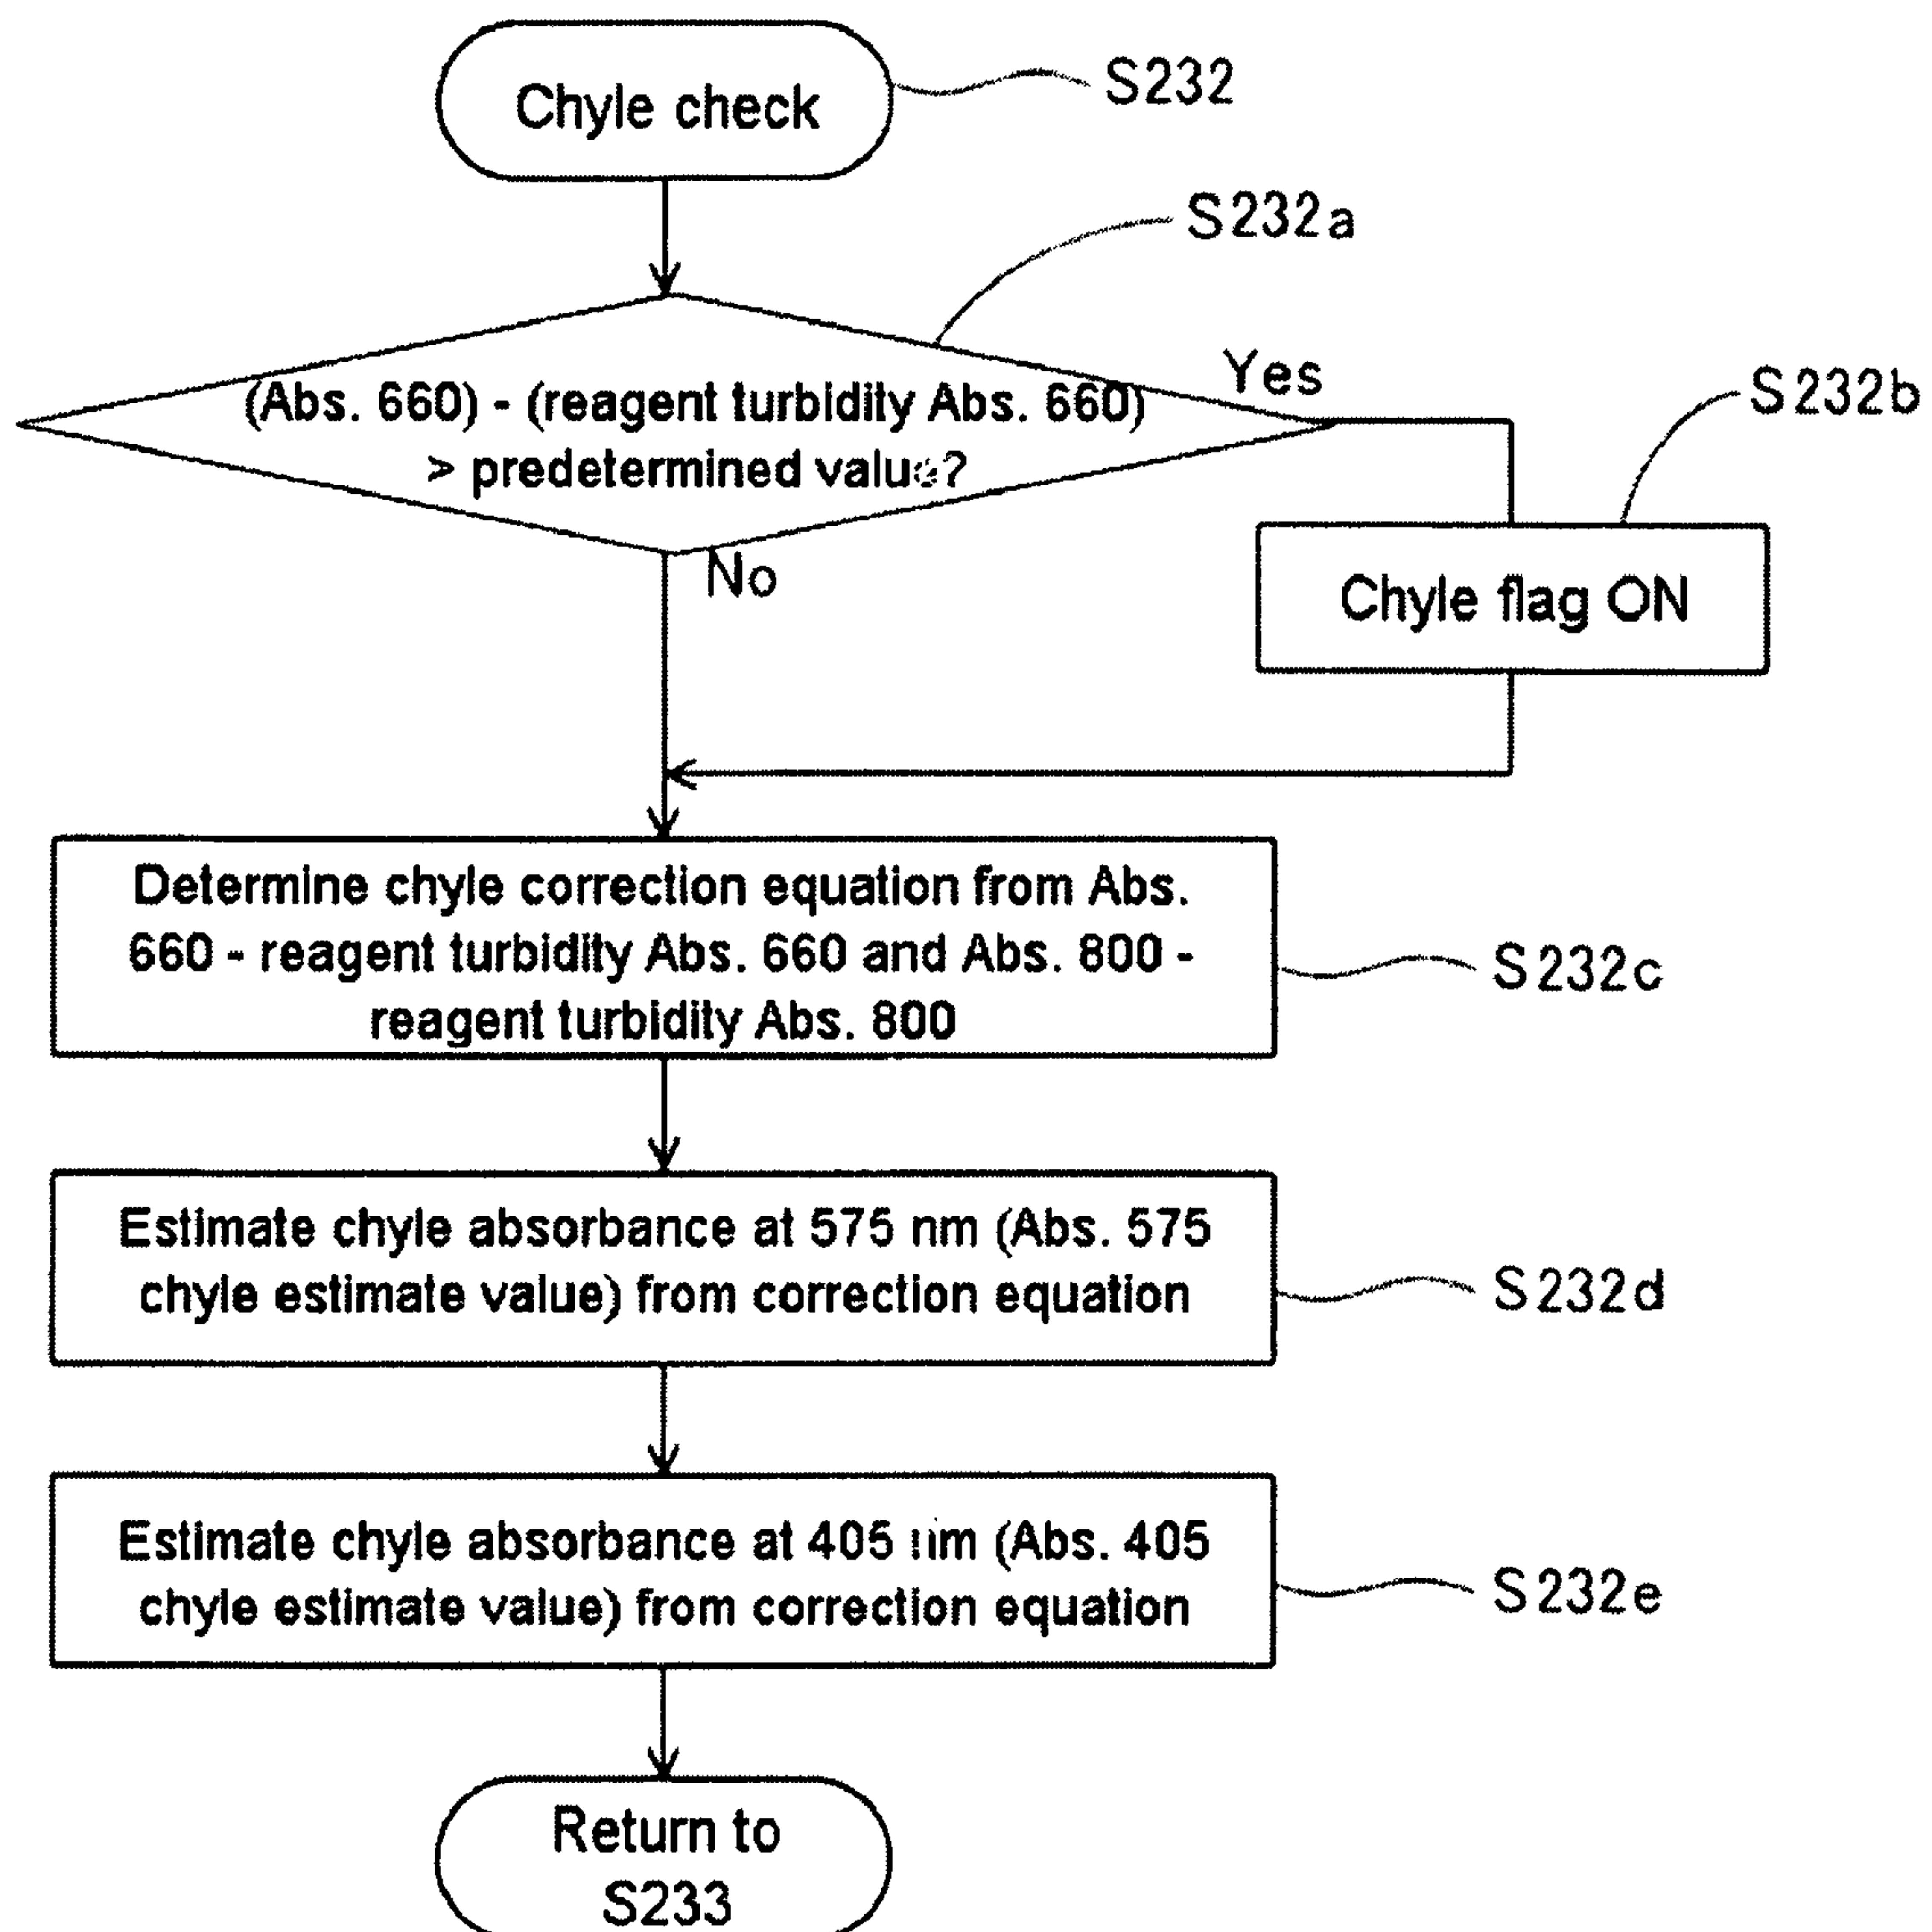 Chyle check
S232
S232a
(Abs. 660) - (reagent turbidity Abs. 660)
> predetermined value?
Yes
S232b
No
Chyle flag ON
Determine chyle correction equation from Abs.
660 - reagent turbidity Abs. 660 and Abs. 800 -
reagent turbidity Abs. 800
S232c
Estimate chyle absorbance at 575 nm (Abs. 575
chyle estimate value) from correction equation
S232d
Estimate chyle absorbance at 405 nm (Abs. 405
chyle estimate value) from correction equation
S232e
Return to
S233